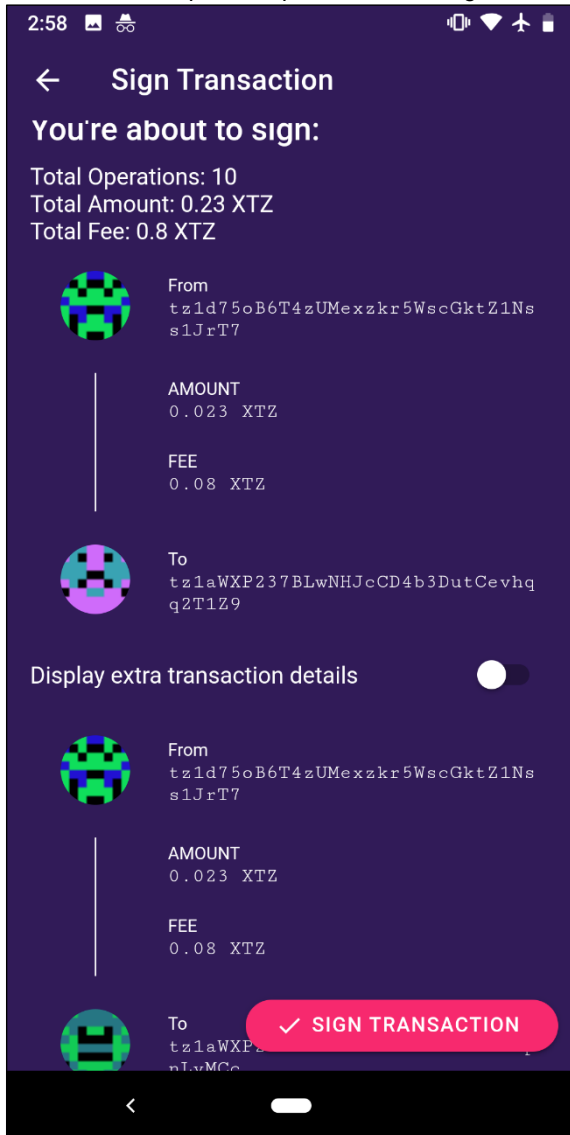 2:58
Sign Transaction
You're about to sign:
Total Operations: 10
Total Amount: 0.23 XTZ
Total Fee: 0.8 XTZ
From
tz1d75oB6T4zUMexzkr5WscGktZ1Ns
s1JrT7
AMOUNT
0.023 XTZ
FEE
0.08 XTZ
To
tz1aWXP237BLwNHJcCD4b3DutCevhq
q2T1Z9
Display extra transaction details
From
tz1d75oB6T4zUMexzkr5WscGktZ1Ns
s1JrT7
AMOUNT
0.023 XTZ
FEE
0.08 XTZ
To
SIGN TRANSACTION